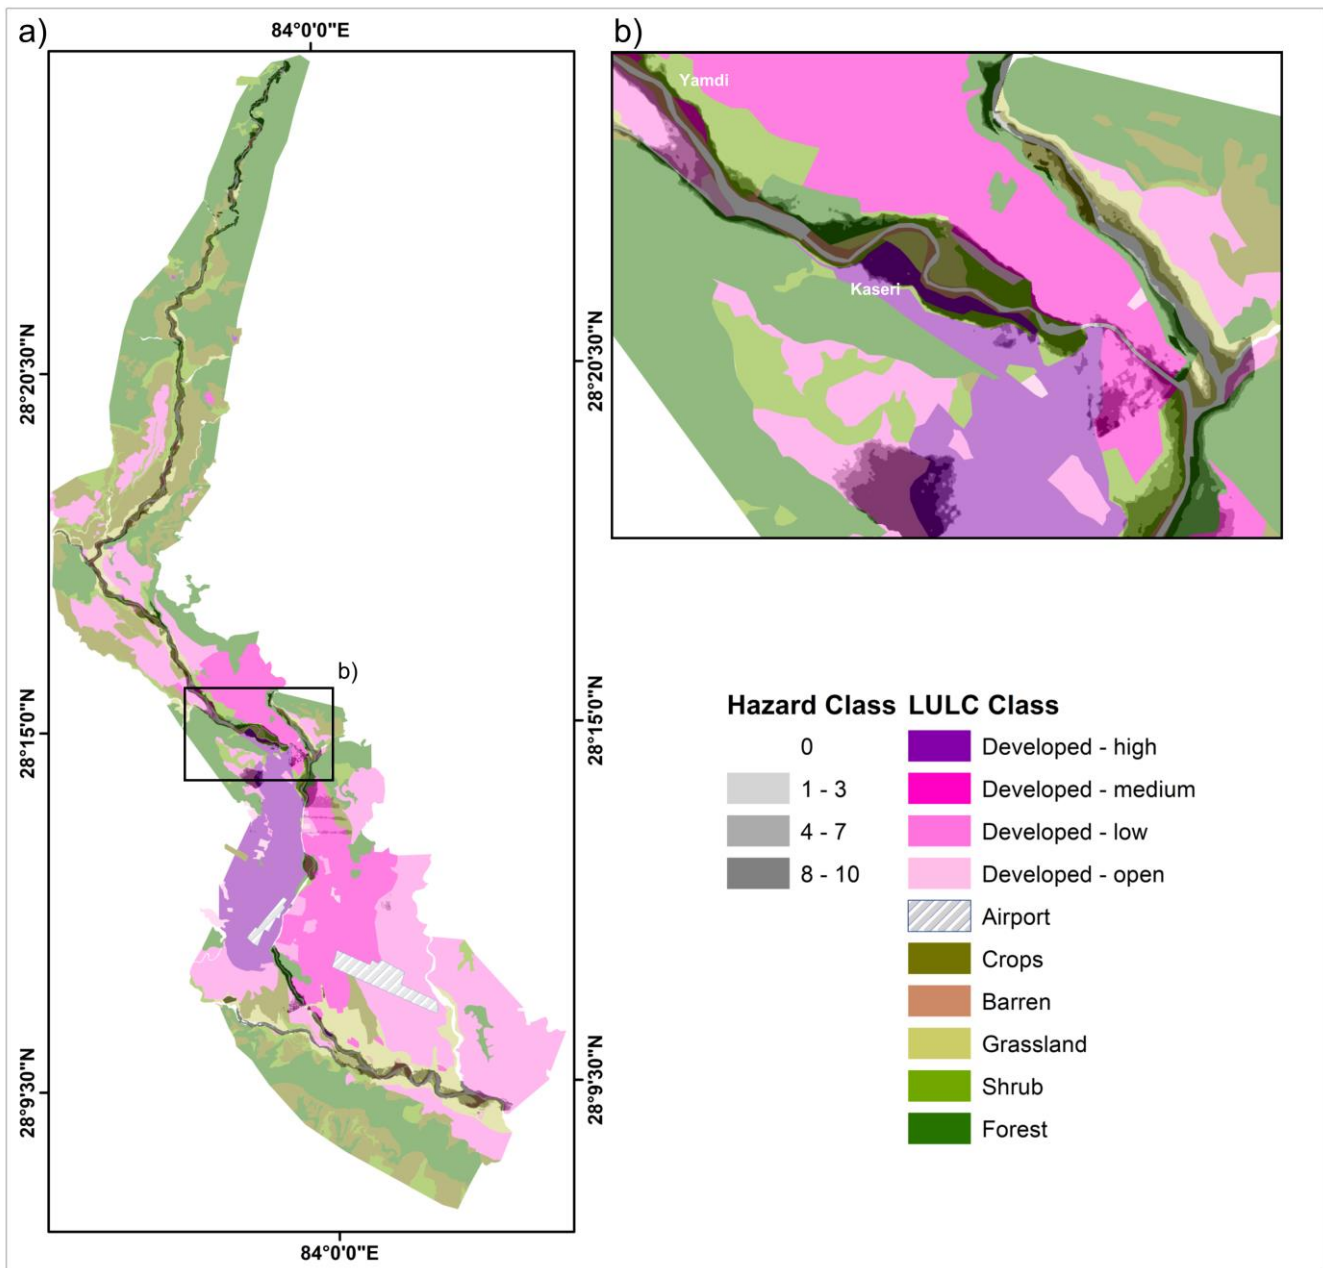 a)
84°0'0"E
b)
Yamdi
Kaseri
28°20'30"N
28°20'30"N
b)
28°15'0"N
28°15'0"N
28°9'30"N
28°9'30"N
84°0'0"E
Hazard Class
0
1 - 3
4 - 7
8 - 10
LULC Class
Developed - high
Developed - medium
Developed - low
Developed - open
Airport
Crops
Barren
Grassland
Shrub
Forest